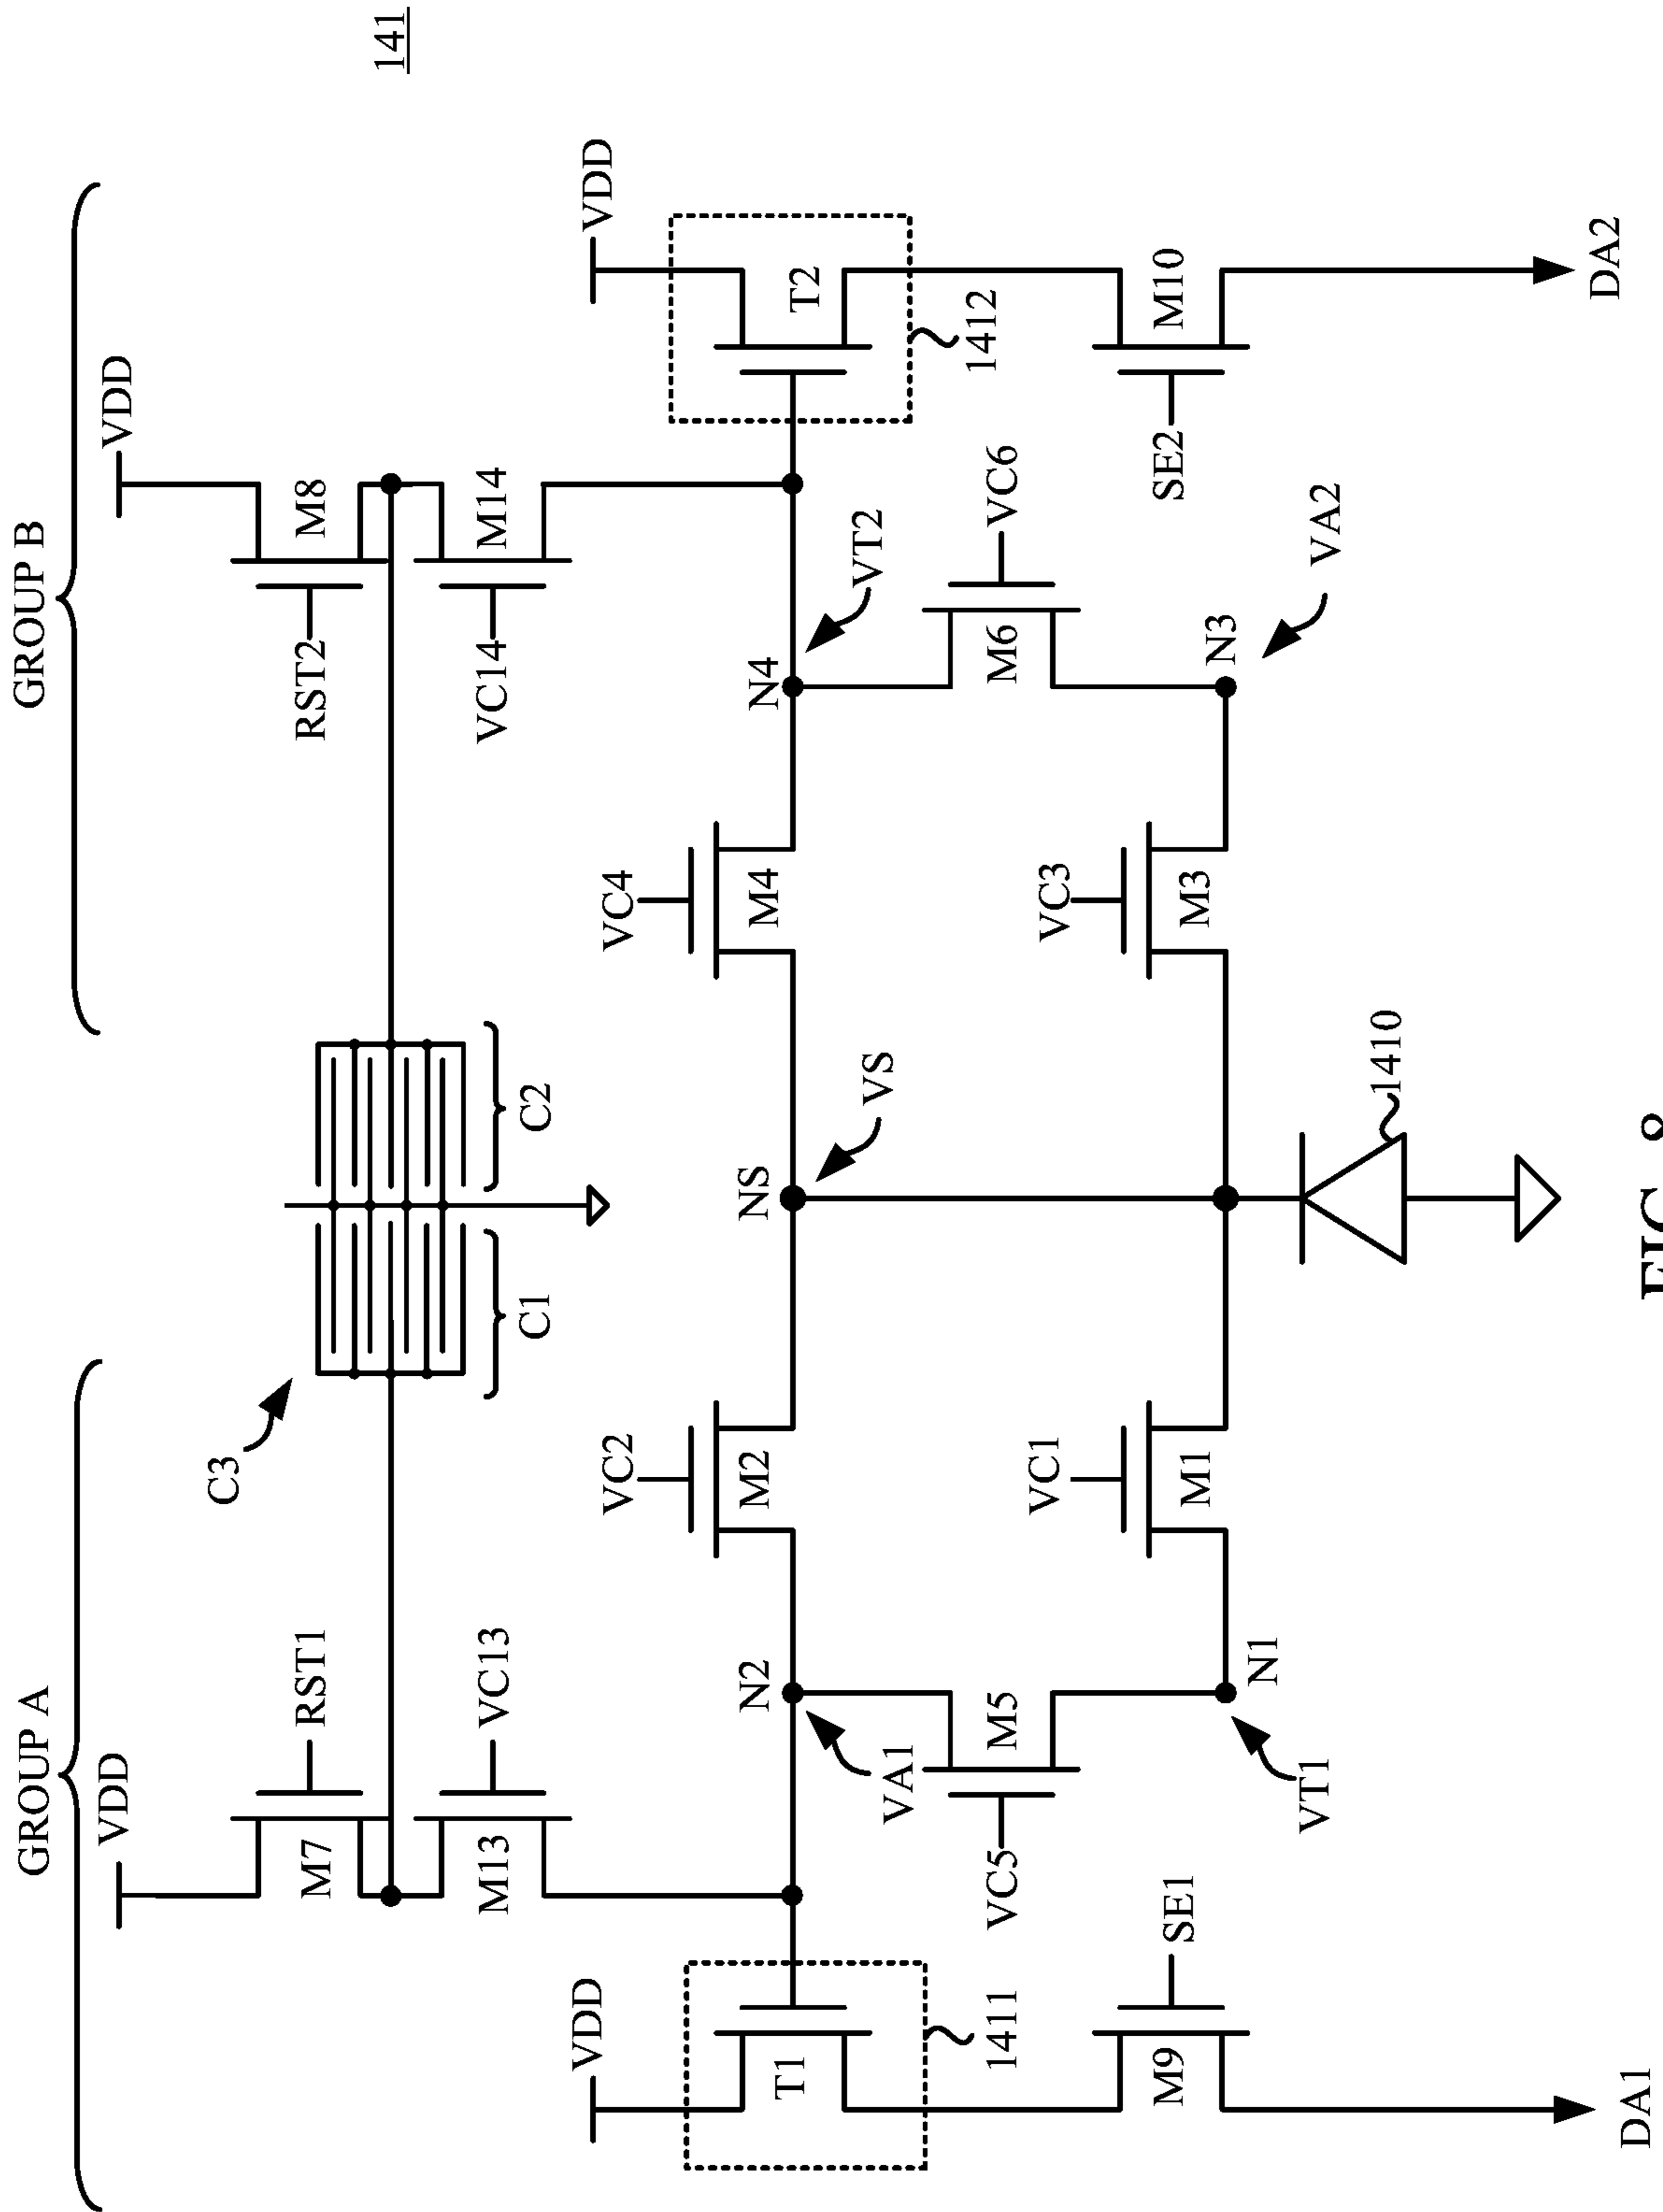 GROUP A
GROUP B
VDD
VDD
C3
M7
RST1
RST2
M8
141
M13
VC13
VC14
M14
C1
C2
VDD
VDD
VC2
VC4
N2
NS
N4
M2
M4
T1
T2
VA1
VS
VT2
1411
M5
M6
1412
VC5
VC6
VC1
VC3
M9
SE1
SE2
M10
M1
M3
N1
N3
VT1
VA2
1410
DA1
DA2
FIG. 8